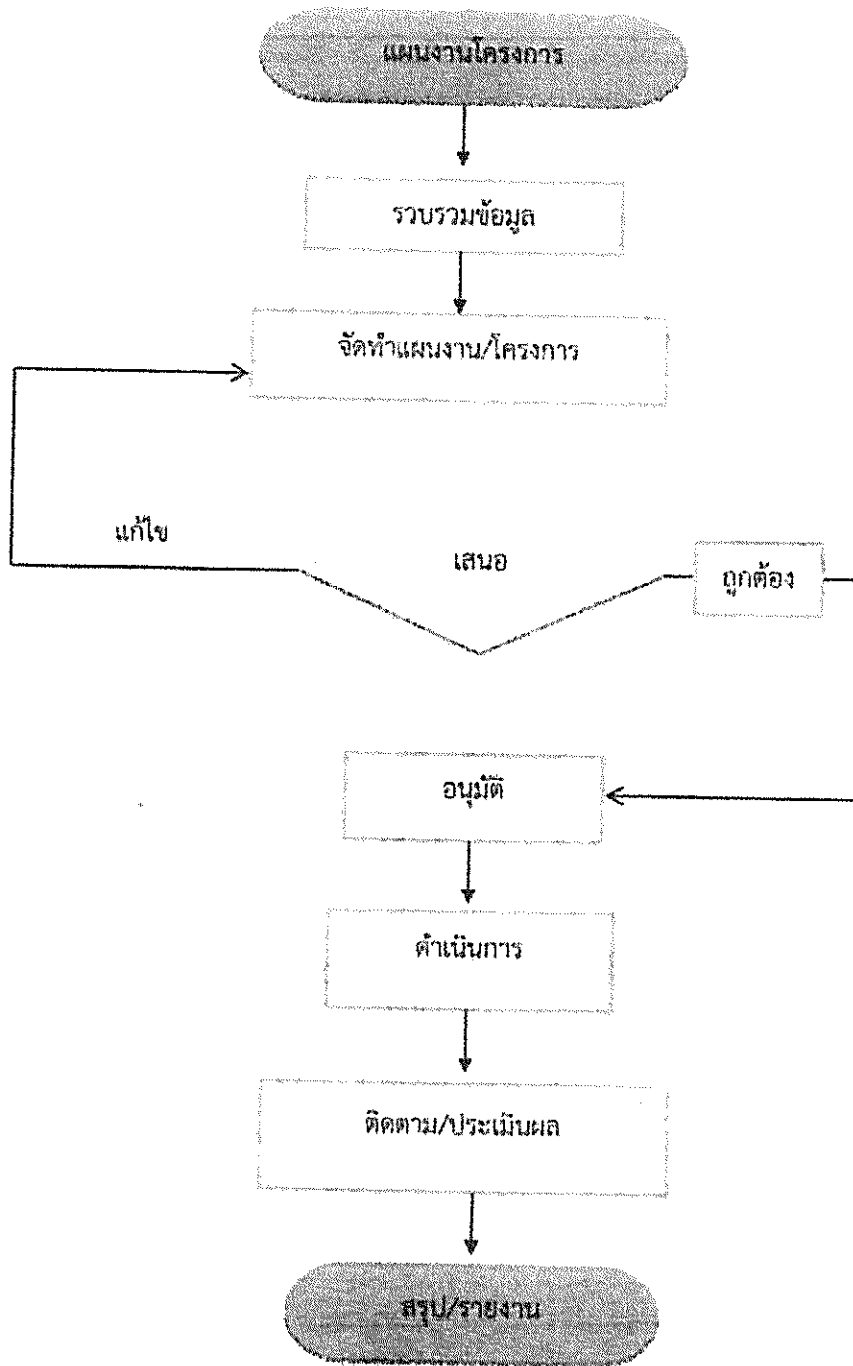 แผนงานโครงการ
รวบรวมข้อมูล
จัดทำแผนงาน/โครงการ
แก้ไข
เสนอ
ถูกต้อง
อนุมัติ
ดำเนินการ
ติดตาม/ประเมินผล
สรุป/รายงาน